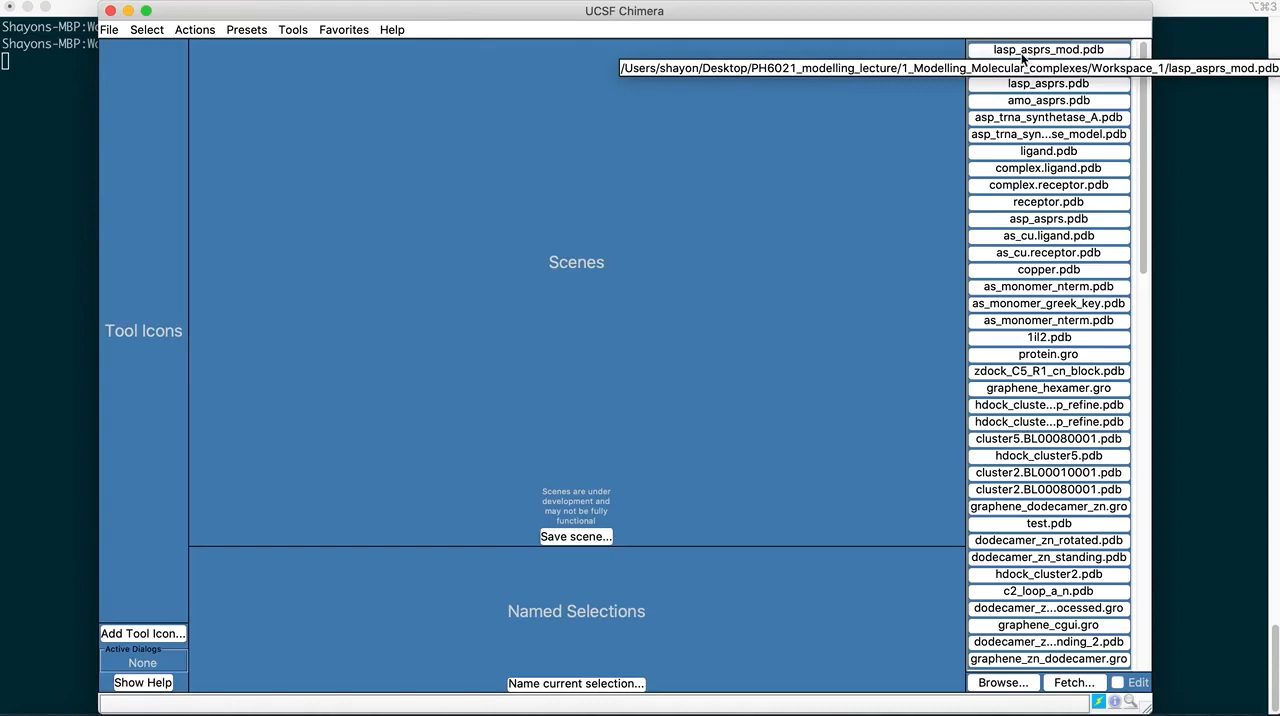 UCSF Chimera
⌥⌘3
Shayons-MBP:Wo
Shayons-MBP:Wo
File Select Actions Presets Tools Favorites Help
lasp_asprs_mod.pdb
/Users/shayon/Desktop/PH6021_modelling_lecture/1_Modelling_Molecular_complexes/Workspace_1/lasp_asprs_mod.pdb
lasp_asprs.pdb
amo_asprs.pdb
asp_trna_synthetase_A.pdb
asp_trna_syn...se_model.pdb
ligand.pdb
complex.ligand.pdb
complex.receptor.pdb
receptor.pdb
asp_asprs.pdb
as_cu.ligand.pdb
as_cu.receptor.pdb
copper.pdb
as_monomer_nterm.pdb
as_monomer_greek_key.pdb
as_monomer_nterm.pdb
1il2.pdb
protein.gro
zdock_C5_R1_cn_block.pdb
graphene_hexamer.gro
hdock_cluste...p_refine.pdb
hdock_cluste...p_refine.pdb
cluster5.BL00080001.pdb
hdock_cluster5.pdb
cluster2.BL00010001.pdb
cluster2.BL00080001.pdb
graphene_dodecamer_zn.gro
test.pdb
dodecamer_zn_rotated.pdb
dodecamer_zn_standing.pdb
hdock_cluster2.pdb
c2_loop_a_n.pdb
dodecamer_z...ocessed.gro
graphene_cgui.gro
dodecamer_z...nding_2.pdb
graphene_zn_dodecamer.gro
Browse... Fetch... Edit
Scenes
Scenes are under
development and
may not be fully
functional
Save scene...
Named Selections
Name current selection...
Tool Icons
Add Tool Icon...
Active Dialogs
None
Show Help